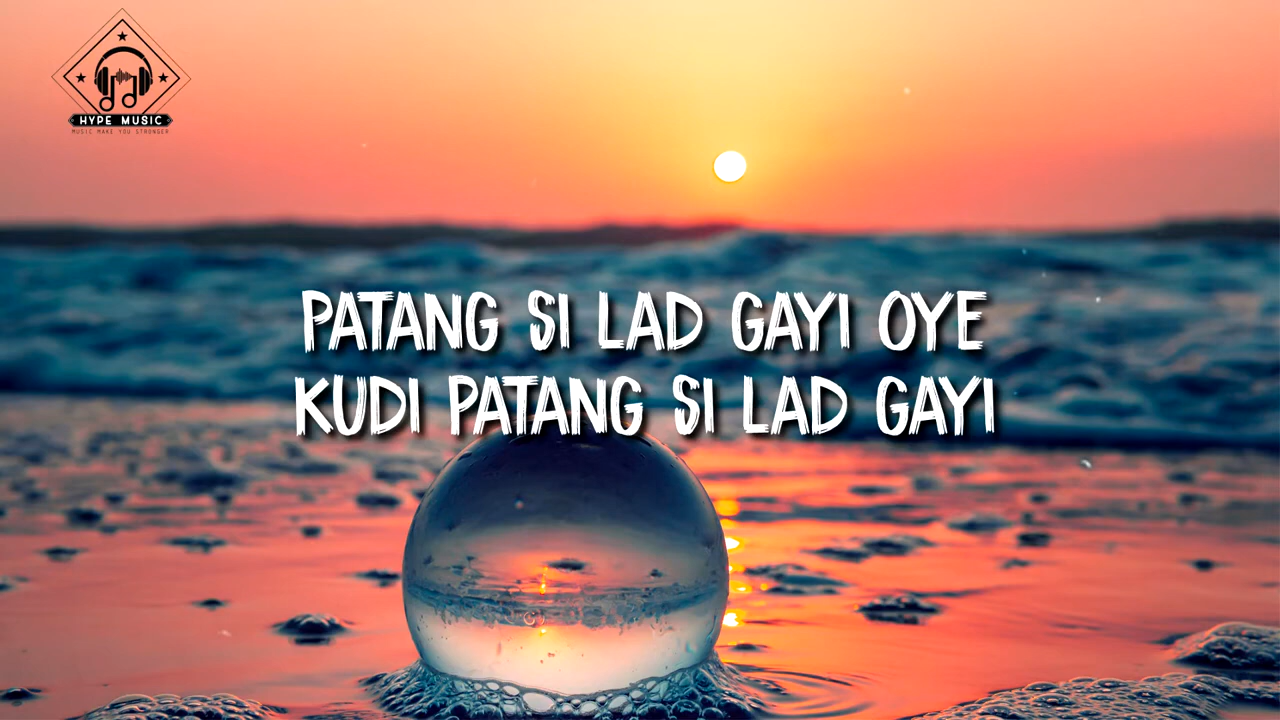 HYPE MUSIC
MUSIC MAKE YOU STRONGER
PATANG SI LAD GAYI OYE
KUDI PATANG SI LAD GAYI